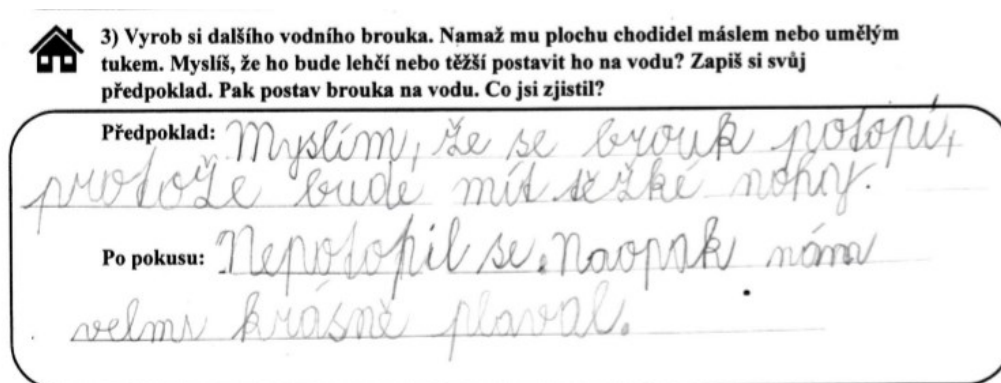 3) Vyrob si dalšího vodního brouka. Namaž mu plochu chodidel máslem nebo umělým
tukem. Myslíš, že ho bude lehčí nebo těžší postavit ho na vodu? Zapiš si svůj
předpoklad. Pak postav brouka na vodu. Co jsi zjistil?
Předpoklad: Myslím, že se brouk potopí,
protože bude mít těžké nohy.
Po pokusu: Nepotopil se. Naopak nám
velmi krásně plaval.